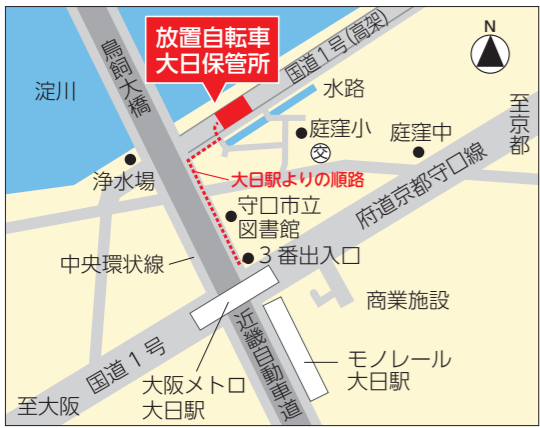 放置自転車
大日保管所
国道1号(高架)
N
鳥飼大橋
淀川
水路
至京都
庭窪小
交
庭窪中
浄水場
大日駅よりの順路
府道京都守口線
守口市立
図書館
3番出入口
中央環状線
商業施設
近畿自動車道
国道1号
モノレール
大日駅
大阪メトロ
大日駅
至大阪